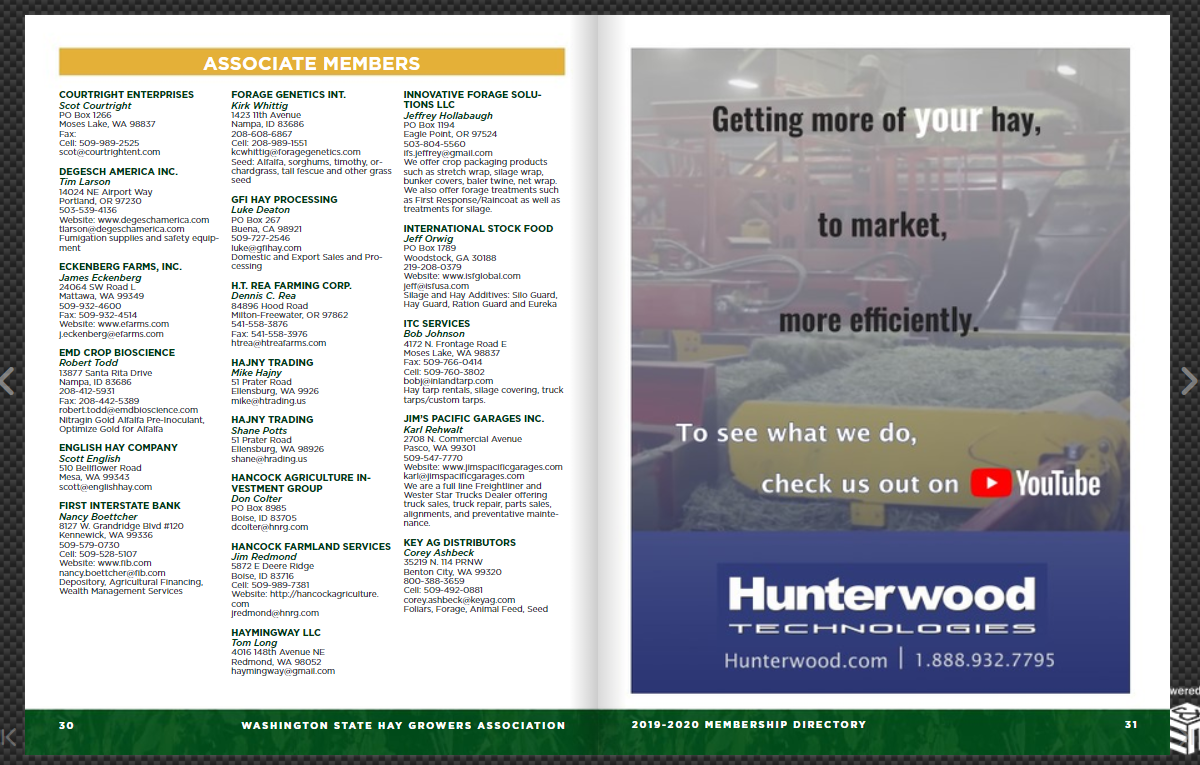 ASSOCIATE MEMBERS
COURTRIGHT ENTERPRISES
Scot Courtright
PO Box 1266
Moses Lake, WA 98837
Fax:
Cell: 509-989-2525
scot@courtrightent.com
DEGESCH AMERICA INC.
Tim Larson
14024 NE Airport Way
Portland, OR 97230
503-539-4136
Website: www.degeschamerica.com
tlarson@degeschamerica.com
Fumigation supplies and safety equip-
ment
ECKENBERG FARMS, INC.
James Eckenberg
24064 SW Road L
Mattawa, WA 99349
509-932-4600
Fax: 509-932-4514
Website: www.efarms.com
j.eckenberg@efarms.com
EMD CROP BIOSCIENCE
Robert Todd
13877 Santa Rita Drive
Nampa, ID 83686
208-412-5931
Fax: 208-442-5389
robert.todd@emdbioscience.com
Nitragin Gold Alfalfa Pre-inoculant,
Optimize Gold for Alfalfa
ENGLISH HAY COMPANY
Scott English
510 Bellflower Road
Mesa, WA 99343
scott@englishhay.com
FIRST INTERSTATE BANK
Nancy Boettcher
8127 W. Grandridge Blvd #120
Kennewick, WA 99336
509-579-0730
Cell: 509-528-5107
Website: www.fib.com
nancy.boettcher@fib.com
Depository, Agricultural Financing,
Wealth Management Services
FORAGE GENETICS INT.
Kirk Whittig
1423 11th Avenue
Nampa, ID 83686
208-608-6867
Cell: 208-989-1551
kcwhittig@foragegenetics.com
Seed: Alfalfa, sorghums, timothy, or-
chardgrass, tall fescue and other grass
seed
GFI HAY PROCESSING
Luke Deaton
PO Box 267
Buena, CA 98921
509-727-2546
luke@gfihay.com
Domestic and Export Sales and Pro-
cessing
H.T. REA FARMING CORP.
Dennis C. Rea
84896 Hood Road
Milton-Freewater, OR 97862
541-558-3876
Fax: 541-558-3976
htrea@htreafarms.com
HAJNY TRADING
Mike Hajny
51 Prater Road
Ellensburg, WA 9926
mike@htrading.us
HAJNY TRADING
Shane Potts
51 Prater Road
Ellensburg, WA 98926
shane@hrading.us
HANCOCK AGRICULTURE IN-
VESTMENT GROUP
Don Colter
PO Box 8985
Boise, ID 83705
dcolter@hnrg.com
HANCOCK FARMLAND SERVICES
Jim Redmond
5872 E Deere Ridge
Boise, ID 83716
Cell: 509-989-7381
Website: http://hancockagriculture.
com
jredmond@hnrg.com
HAYMINGWAY LLC
Tom Long
4016 148th Avenue NE
Redmond, WA 98052
haymingway@gmail.com
INNOVATIVE FORAGE SOLU-
TIONS LLC
Jeffrey Hollabaugh
PO Box 1194
Eagle Point, OR 97524
503-804-5560
ifs.jeffrey@gmail.com
We offer crop packaging products
such as stretch wrap, silage wrap,
bunker covers, baler twine, net wrap.
We also offer forage treatments such
as First Response/Raincoat as well as
treatments for silage.
INTERNATIONAL STOCK FOOD
Jeff Orwig
PO Box 1789
Woodstock, GA 30188
219-208-0379
Website: www.isfglobal.com
jeff@isfusa.com
Silage and Hay Additives: Silo Guard,
Hay Guard, Ration Guard and Eureka
ITC SERVICES
Bob Johnson
4172 N. Frontage Road E
Moses Lake, WA 98837
Fax: 509-766-0414
Cell: 509-760-3802
bobj@inlandtarp.com
Hay tarp rentals, silage covering, truck
tarps/custom tarps.
JIM'S PACIFIC GARAGES INC.
Karl Rehwalt
2708 N. Commercial Avenue
Pasco, WA 99301
509-547-7770
Website: www.jimspacificgarages.com
karl@jimspacificgarages.com
We are a full line Freightliner and
Wester Star Trucks Dealer offering
truck sales, truck repair, parts sales,
alignments, and preventative mainte-
nance.
KEY AG DISTRIBUTORS
Corey Ashbeck
35219 N. 114 PRNW
Benton City, WA 99320
800-388-3659
Cell: 509-492-0881
corey.ashbeck@keyag.com
Foliars, Forage, Animal Feed, Seed
30
WASHINGTON STATE HAY GROWERS ASSOCIATION
Getting more of your hay,
to market,
more efficiently.
To see what we do,
check us out on YouTube
Hunterwood
TECHNOLOGIES
Hunterwood.com | 1.888.932.7795
2019-2020 MEMBERSHIP DIRECTORY
31
wered